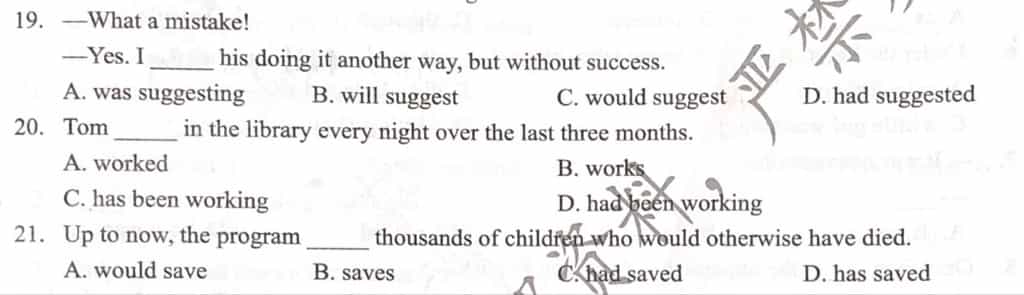 19. —What a mistake!
—Yes. I ______ his doing it another way, but without success.
A. was suggesting B. will suggest C. would suggest D. had suggested
20. Tom ______ in the library every night over the last three months.
A. worked B. works
C. has been working D. had been working
21. Up to now, the program ______ thousands of children who would otherwise have died.
A. would save B. saves C. had saved D. has saved